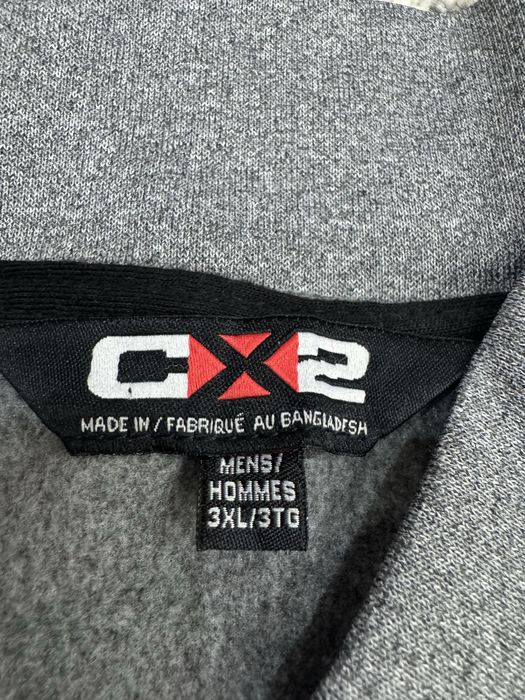 CX2
MADE IN / FABRIQUÉ AU BANGLADESH
MENS/
HOMMES
3XL/3TG